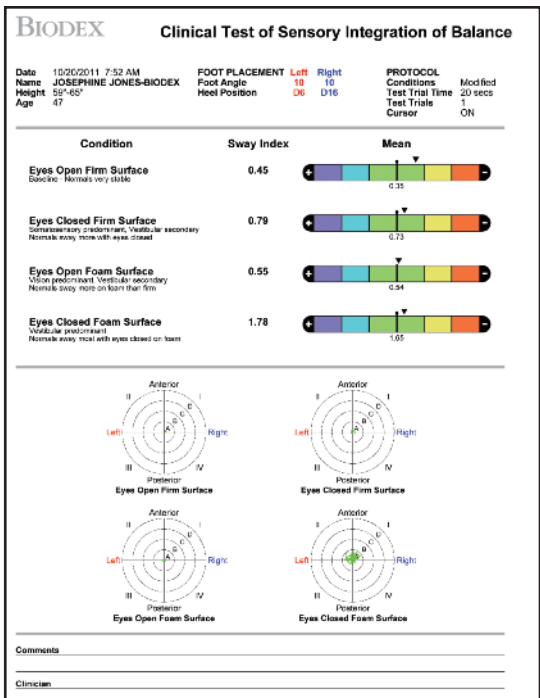 BIODEX
Clinical Test of Sensory Integration of Balance
Date 10/20/2011 7:52 AM
Name JOSEPHINE JONES-BIODEX
Height 59"-65"
Age 47
FOOT PLACEMENT Left Right
Foot Angle 10 10
Heel Position D6 D16
PROTOCOL
Conditions Modified
Test Trial Time 20 secs
Test Trials 1
Cursor ON
Condition Sway Index Mean
Eyes Open Firm Surface 0.45
Baseline - Normals very stable
+ -
0.35
Eyes Closed Firm Surface 0.79
Somatosensory predominant, Vestibular secondary
Normals sway more with eyes closed
+ -
0.73
Eyes Open Foam Surface 0.55
Vision predominant, Vestibular secondary
Normals sway more on foam than firm
+ -
0.54
Eyes Closed Foam Surface 1.78
Vestibular predominant
Normals sway most with eyes closed on foam
+ -
1.65
Anterior
II I
D
C
B
A
Left Right
III IV
Posterior
Eyes Open Firm Surface
Anterior
II I
D
C
B
A
Left Right
III IV
Posterior
Eyes Closed Firm Surface
Anterior
II I
D
C
B
A
Left Right
III IV
Posterior
Eyes Open Foam Surface
Anterior
II I
D
C
B
A
Left Right
III IV
Posterior
Eyes Closed Foam Surface
Comments
Clinician